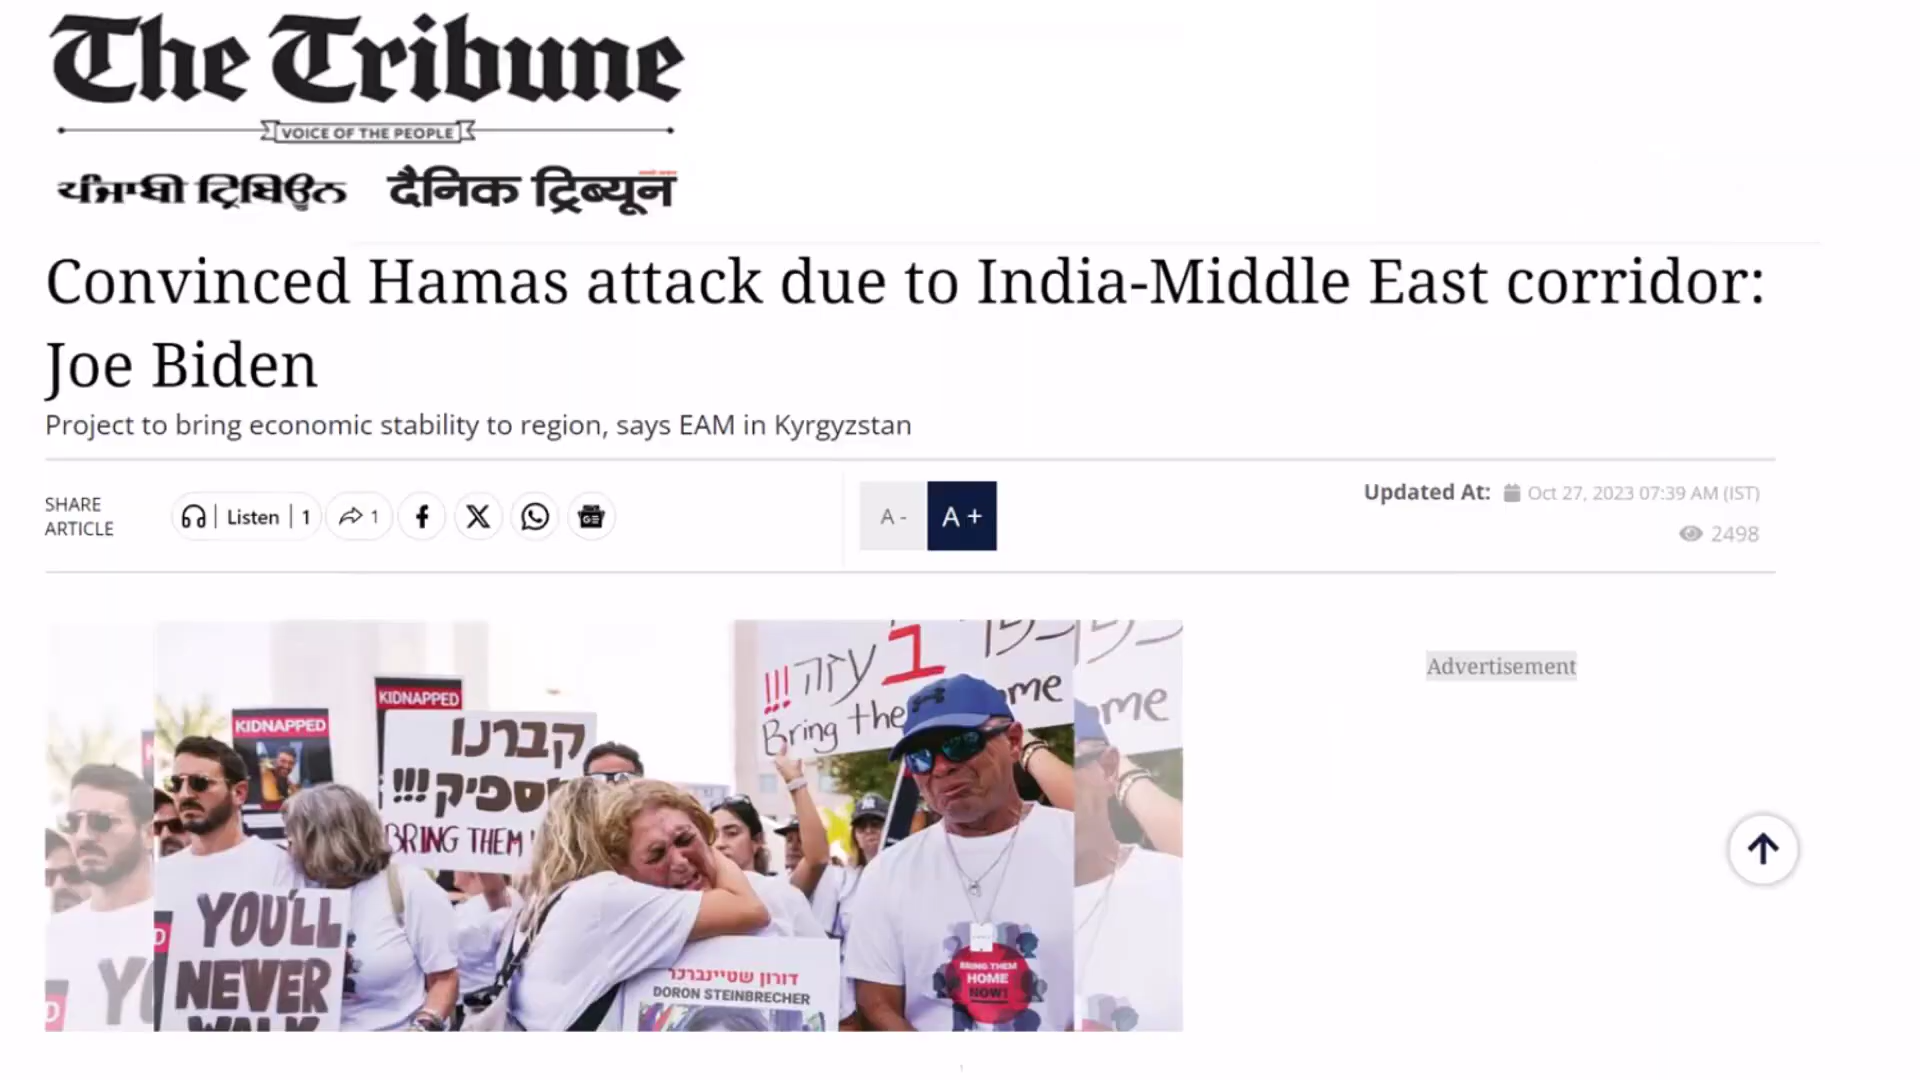 The Tribune
VOICE OF THE PEOPLE
ਪੰਜਾਬੀ ਟ੍ਰਿਬਿਊਨ दैनिक ट्रिब्यून
Convinced Hamas attack due to India-Middle East corridor:
Joe Biden
Project to bring economic stability to region, says EAM in Kyrgyzstan
SHARE
ARTICLE
Listen 1
1
A -
A +
Updated At: Oct 27, 2023 07:39 AM (IST)
2498
Advertisement
KIDNAPPED
KIDNAPPED
קברנו
מספיק!!!
BRING THEM
ב עזה!!!
Bring the
me
me
YOU'LL
NEVER
WALK
דורון שטיינברכר
DORON STEINBRECHER
BRING THEM
HOME
NOW!